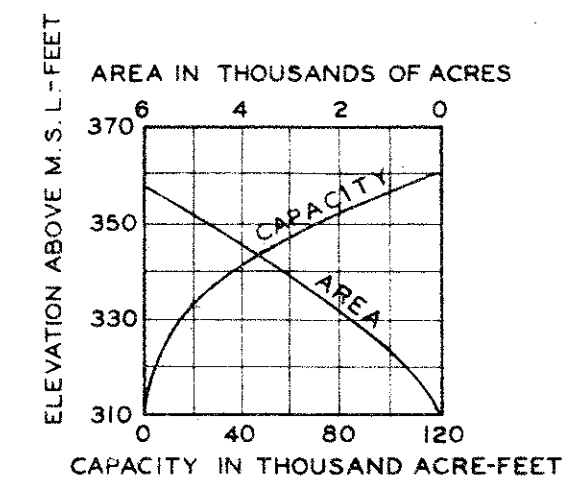 AREA IN THOUSANDS OF ACRES
6 4 2 0
ELEVATION ABOVE M.S.L.-FEET
370
350
330
310
CAPACITY
AREA
0 40 80 120
CAPACITY IN THOUSAND ACRE-FEET